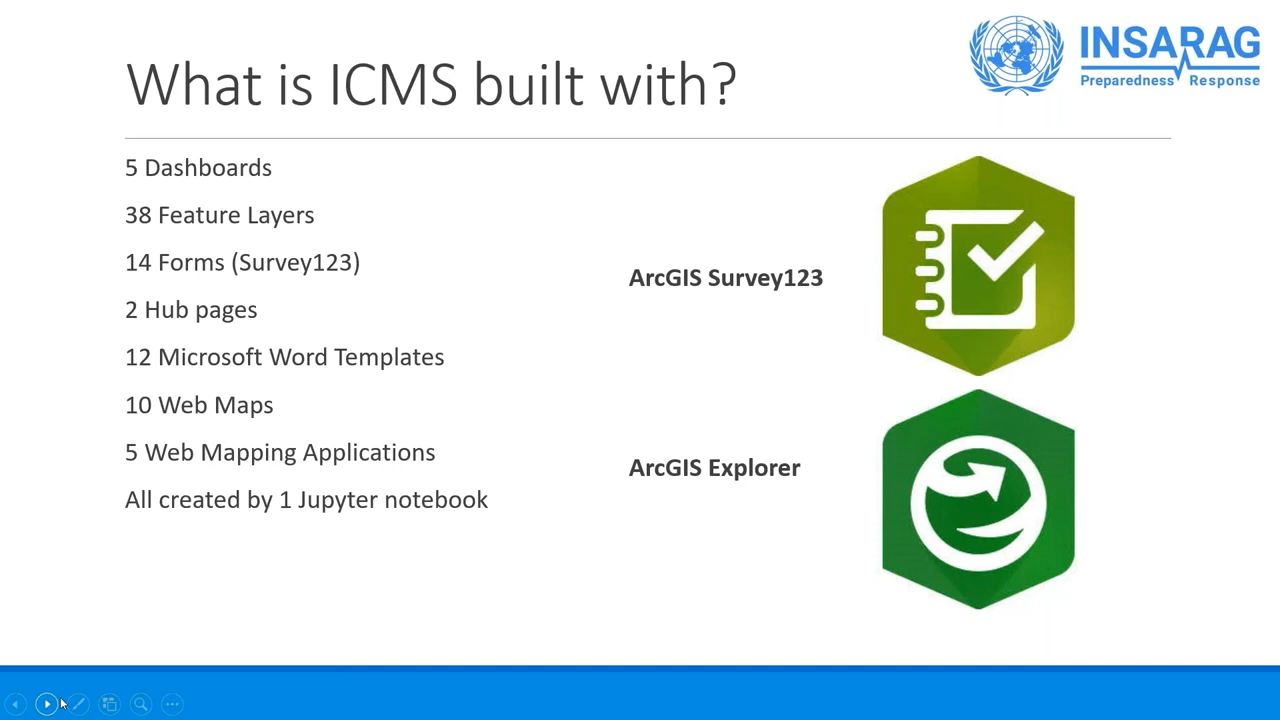 What is ICMS built with?
INSARAG
Preparedness Response
5 Dashboards
38 Feature Layers
14 Forms (Survey123)
2 Hub pages
12 Microsoft Word Templates
10 Web Maps
5 Web Mapping Applications
All created by 1 Jupyter notebook
ArcGIS Survey123
ArcGIS Explorer